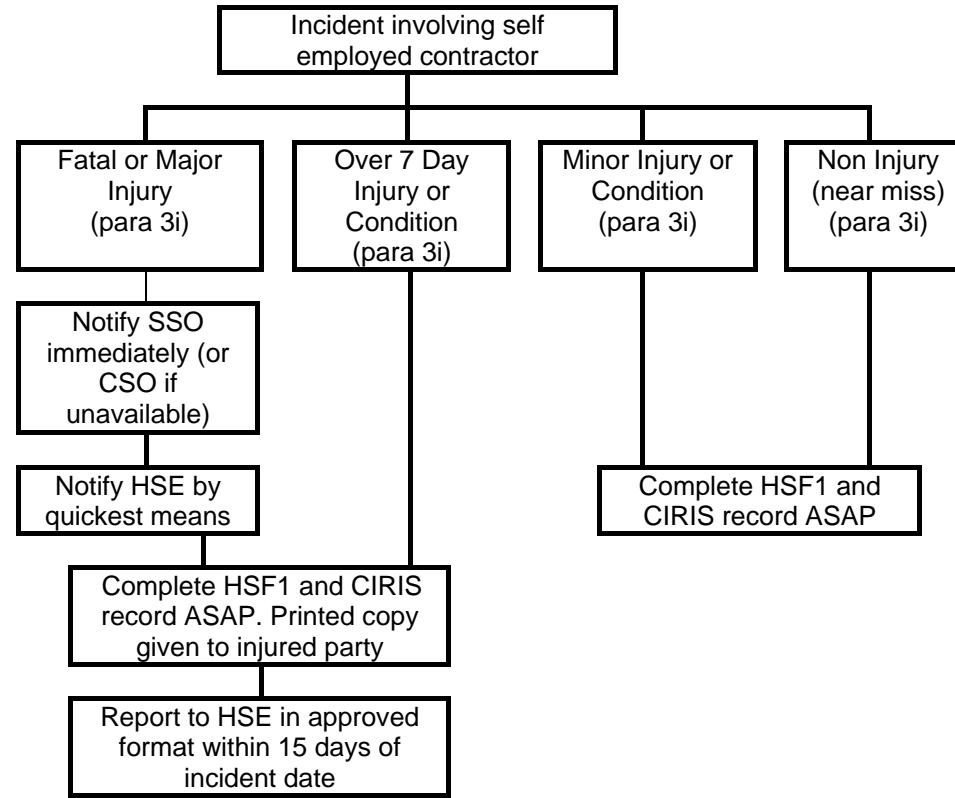 Incident involving self
employed contractor
Fatal or Major
Injury
(para 3i)
Over 7 Day
Injury or
Condition
(para 3i)
Minor Injury or
Condition
(para 3i)
Non Injury
(near miss)
(para 3i)
Notify SSO
immediately (or
CSO if
unavailable)
Notify HSE by
quickest means
Complete HSF1 and
CIRIS record ASAP
Complete HSF1 and CIRIS
record ASAP. Printed copy
given to injured party
Report to HSE in approved
format within 15 days of
incident date